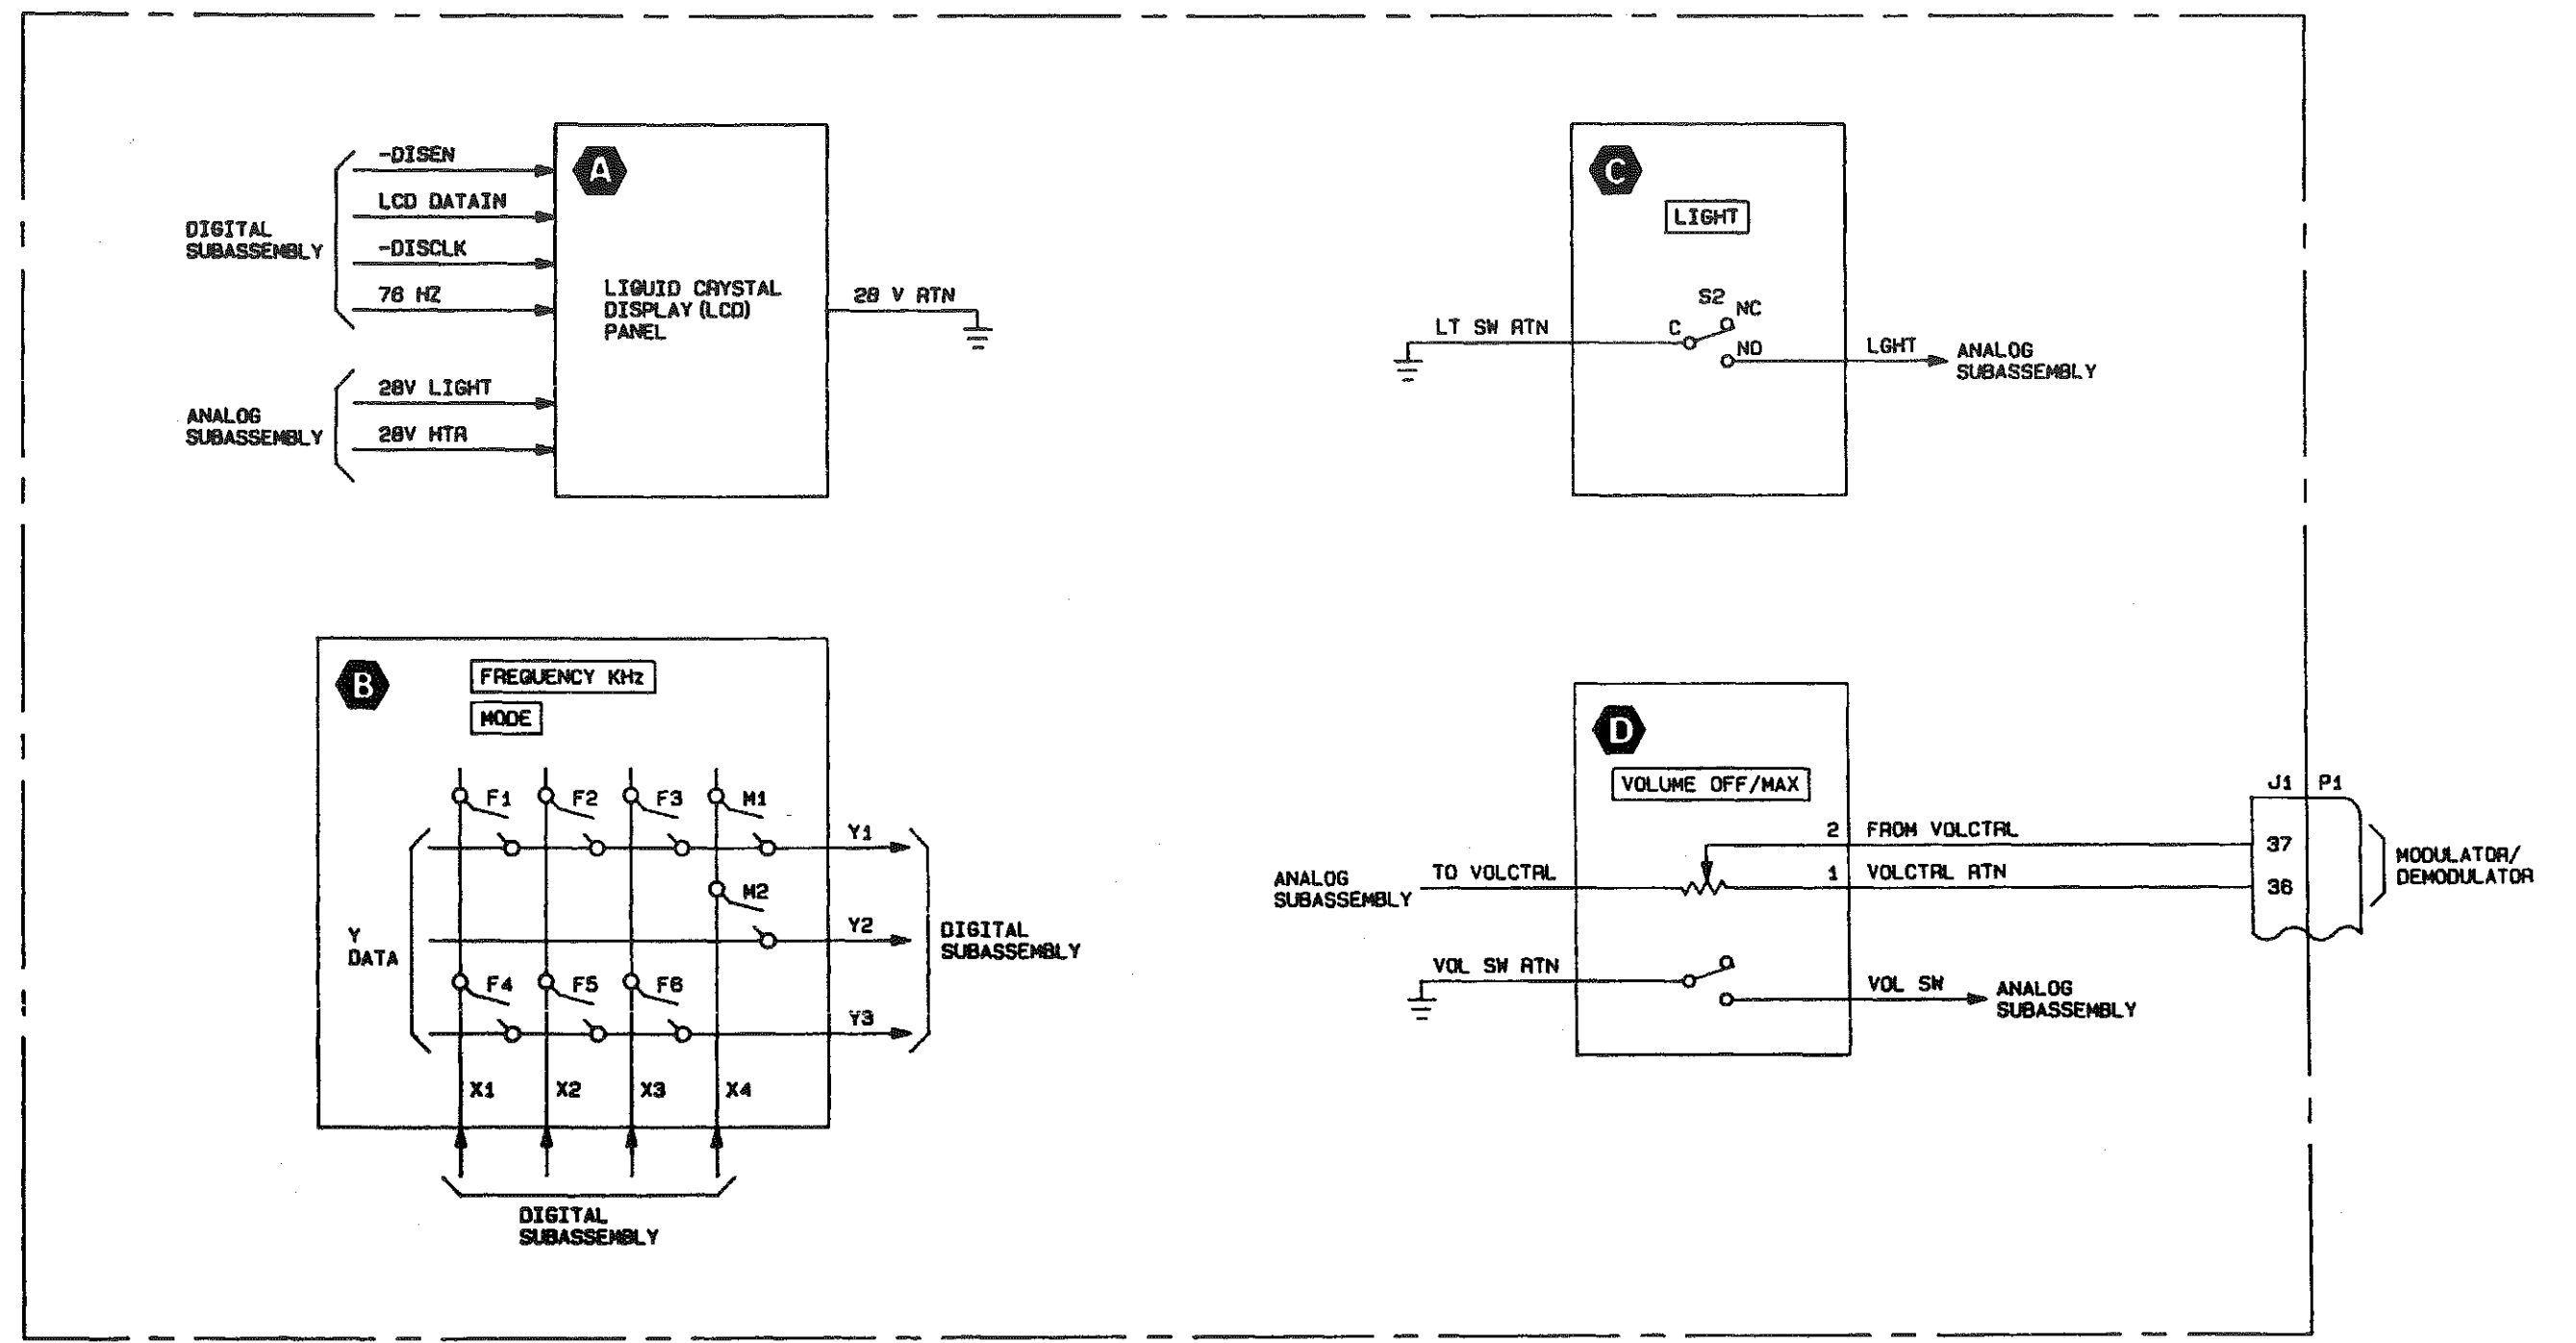 A
-DISEN
LCD DATAIN
-DISCLK
76 HZ
DIGITAL
SUBASSEMBLY
28V LIGHT
28V HTR
ANALOG
SUBASSEMBLY
LIQUID CRYSTAL
DISPLAY (LCD)
PANEL
28 V RTN
C
LIGHT
S2
NC
C
NO
LT SW RTN
LGHT
ANALOG
SUBASSEMBLY
B
FREQUENCY KHz
MODE
F1
F2
F3
M1
Y1
M2
Y2
F4
F5
F6
Y3
Y
DATA
DIGITAL
SUBASSEMBLY
X1
X2
X3
X4
DIGITAL
SUBASSEMBLY
D
VOLUME OFF/MAX
2
FROM VOLCTRL
1
VOLCTRL RTN
ANALOG
SUBASSEMBLY
TO VOLCTRL
VOL SW RTN
VOL SW
ANALOG
SUBASSEMBLY
J1
P1
37
36
MODULATOR/
DEMODULATOR